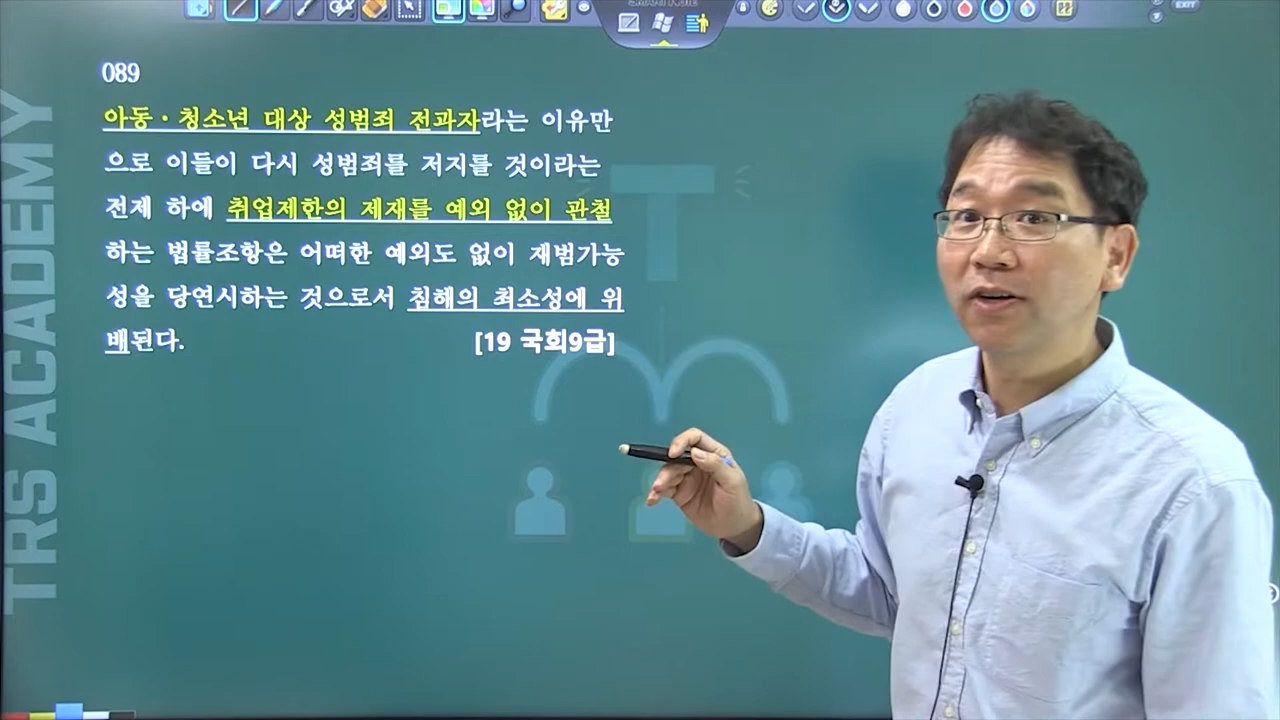 SMART NOTE
EXIT
TRS ACADEMY
089
아동·청소년 대상 성범죄 전과자라는 이유만
으로 이들이 다시 성범죄를 저지를 것이라는
전제 하에 취업제한의 제재를 예외 없이 관철
하는 법률조항은 어떠한 예외도 없이 재범가능
성을 당연시하는 것으로서 침해의 최소성에 위
배된다. [19 국회9급]